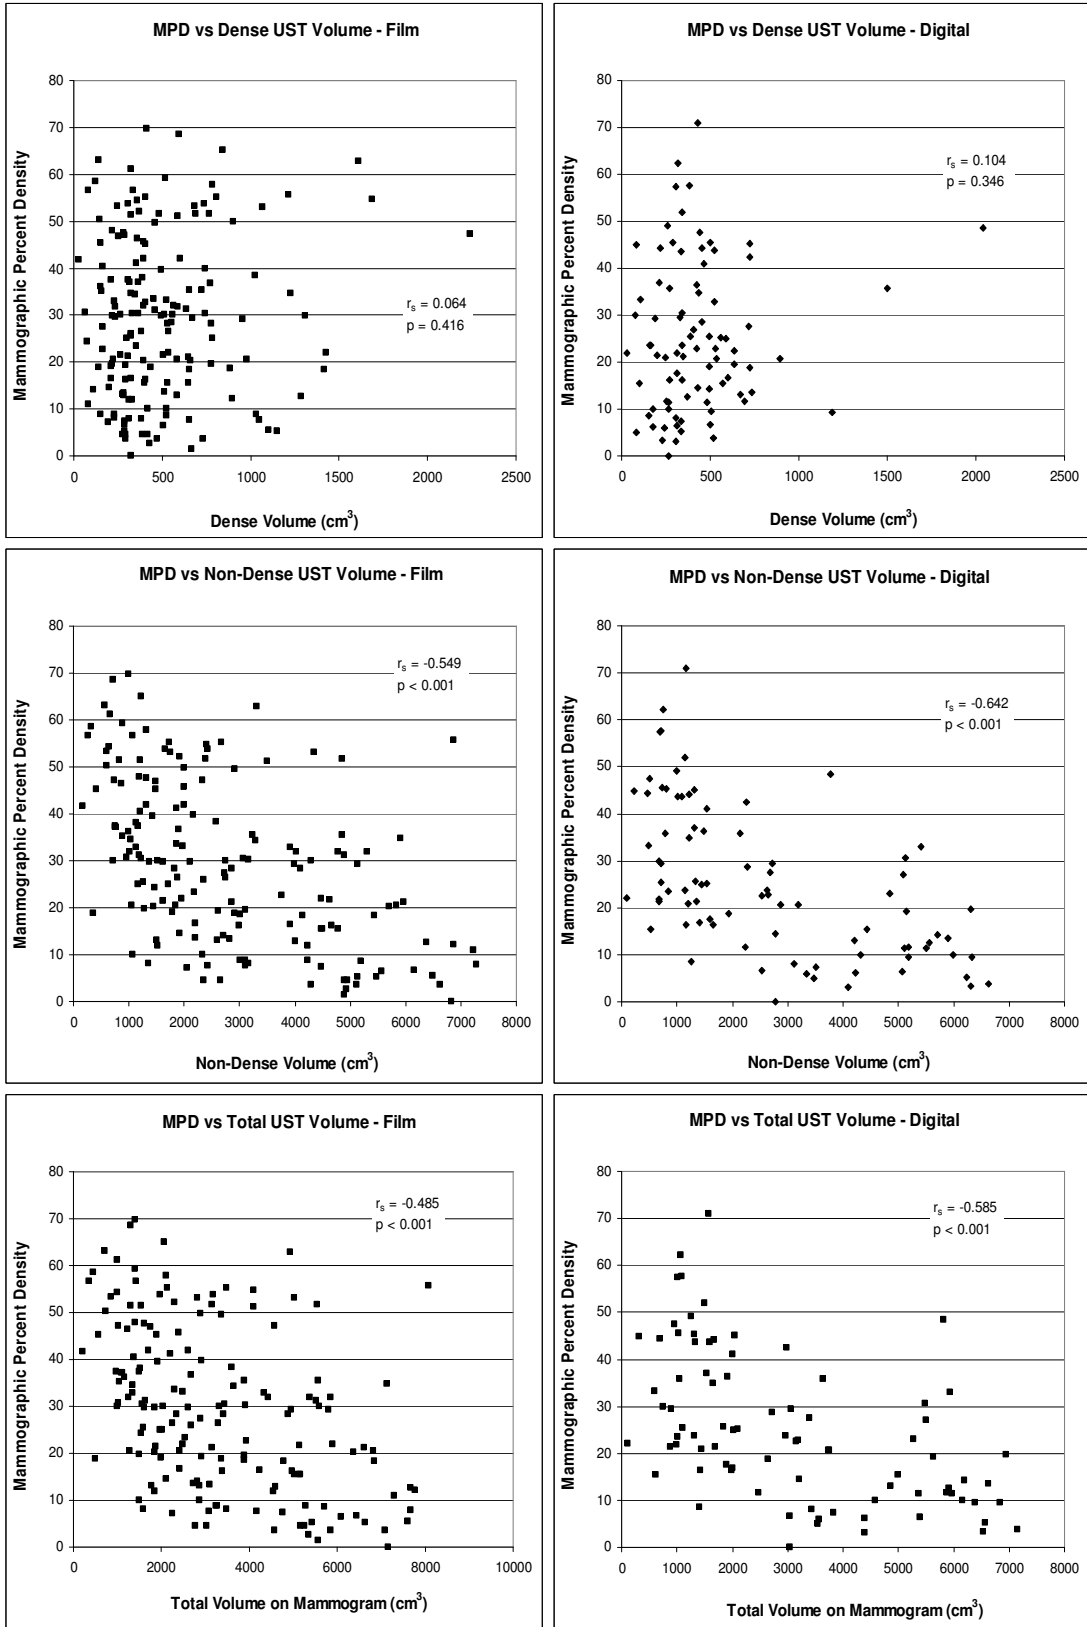 MPD vs Dense UST Volume - Film
80
70
60
50
40
30
20
10
0
Mammographic Percent Density
r_s = 0.064
p = 0.416
0 500 1000 1500 2000 2500
Dense Volume (cm³)
MPD vs Dense UST Volume - Digital
80
70
60
50
40
30
20
10
0
Mammographic Percent Density
r_s = 0.104
p = 0.346
0 500 1000 1500 2000 2500
Dense Volume (cm³)
MPD vs Non-Dense UST Volume - Film
80
70
60
50
40
30
20
10
0
Mammographic Percent Density
r_s = -0.549
p < 0.001
0 1000 2000 3000 4000 5000 6000 7000 8000
Non-Dense Volume (cm³)
MPD vs Non-Dense UST Volume - Digital
80
70
60
50
40
30
20
10
0
Mammographic Percent Density
r_s = -0.642
p < 0.001
0 1000 2000 3000 4000 5000 6000 7000 8000
Non-Dense Volume (cm³)
MPD vs Total UST Volume - Film
80
70
60
50
40
30
20
10
0
Mammographic Percent Density
r_s = -0.485
p < 0.001
0 2000 4000 6000 8000 10000
Total Volume on Mammogram (cm³)
MPD vs Total UST Volume - Digital
80
70
60
50
40
30
20
10
0
Mammographic Percent Density
r_s = -0.585
p < 0.001
0 1000 2000 3000 4000 5000 6000 7000 8000
Total Volume on Mammogram (cm³)